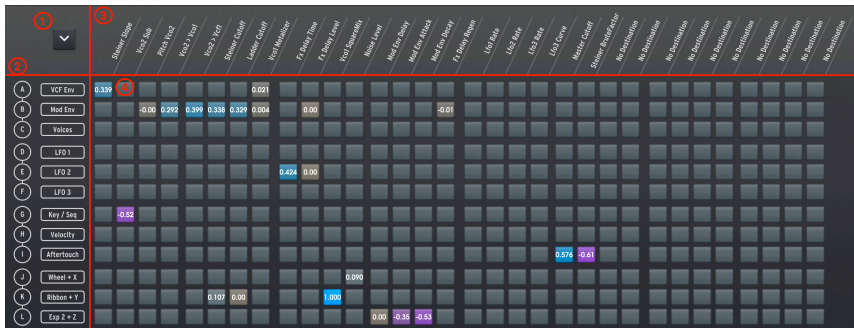 1
3
Steiner Slope
Vco2 Sub
Pitch Vco2
Vco2 > Vco1
Vco2 > Vcf1
Steiner Cutoff
Ladder Cutoff
Vco1 Metalizer
Fx Delay Time
Fx Delay Level
Vco1 SquareMix
Noise Level
Mod Env Delay
Mod Env Attack
Mod Env Decay
Fx Delay Regen
Lfo1 Rate
Lfo2 Rate
Lfo3 Rate
Lfo3 Curve
Master Cutoff
Steiner BruteFactor
No Destination
No Destination
No Destination
No Destination
No Destination
No Destination
No Destination
No Destination
No Destination
No Destination
2
A VCF Env 0.339 0.021
B Mod Env -0.00 0.292 0.399 0.338 0.329 0.004 0.00 -0.01
C Voices
D LFO 1
E LFO 2 0.424 0.00
F LFO 3
G Key / Seq -0.52
H Velocity
I Aftertouch 0.576 -0.61
J Wheel + X 0.090
K Ribbon + Y 0.107 0.00 1.000
L Exp 2 + Z 0.00 -0.35 -0.53